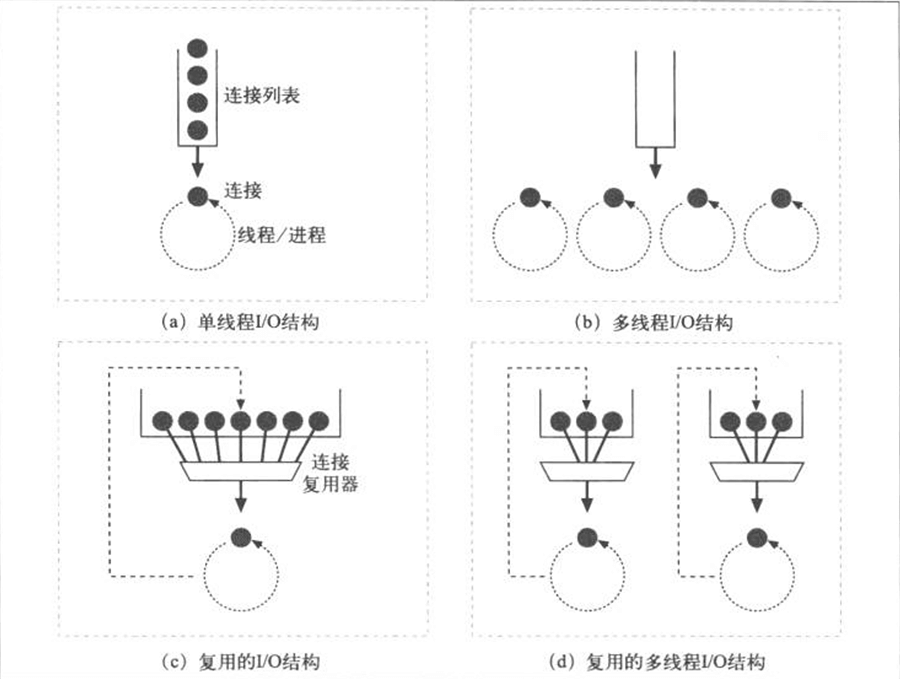 连接列表
连接
线程/进程
(a) 单线程I/O结构
(b) 多线程I/O结构
连接
复用器
(c) 复用的I/O结构
(d) 复用的多线程I/O结构